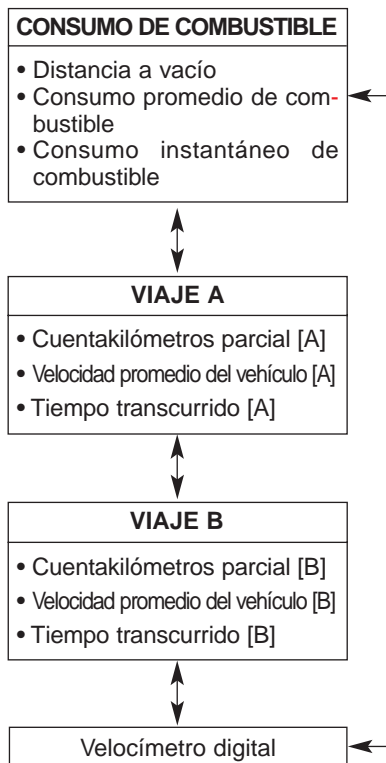 CONSUMO DE COMBUSTIBLE
• Distancia a vacío
• Consumo promedio de com-
bustible
• Consumo instantáneo de
combustible
VIAJE A
• Cuentakilómetros parcial [A]
• Velocidad promedio del vehículo [A]
• Tiempo transcurrido [A]
VIAJE B
• Cuentakilómetros parcial [B]
• Velocidad promedio del vehículo [B]
• Tiempo transcurrido [B]
Velocímetro digital